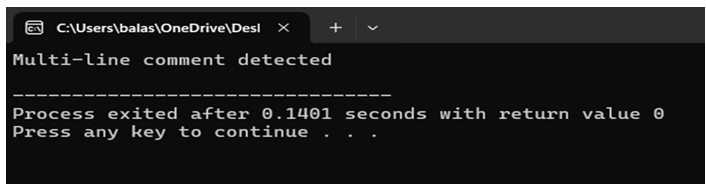 C:\Users\balas\OneDrive\Desl
Multi-line comment detected
--------------------------------
Process exited after 0.1401 seconds with return value 0
Press any key to continue . . .